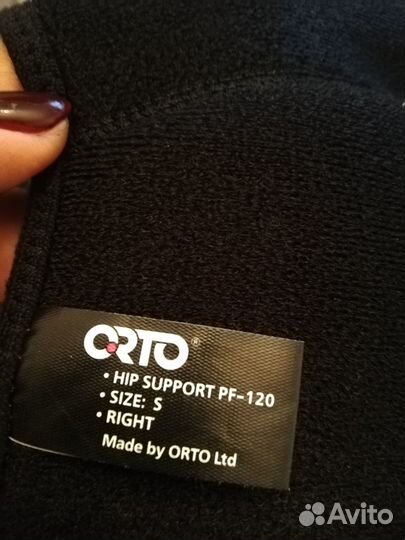 ORTO®
• HIP SUPPORT PF-120
• SIZE: S
• RIGHT
Made by ORTO Ltd
Avito